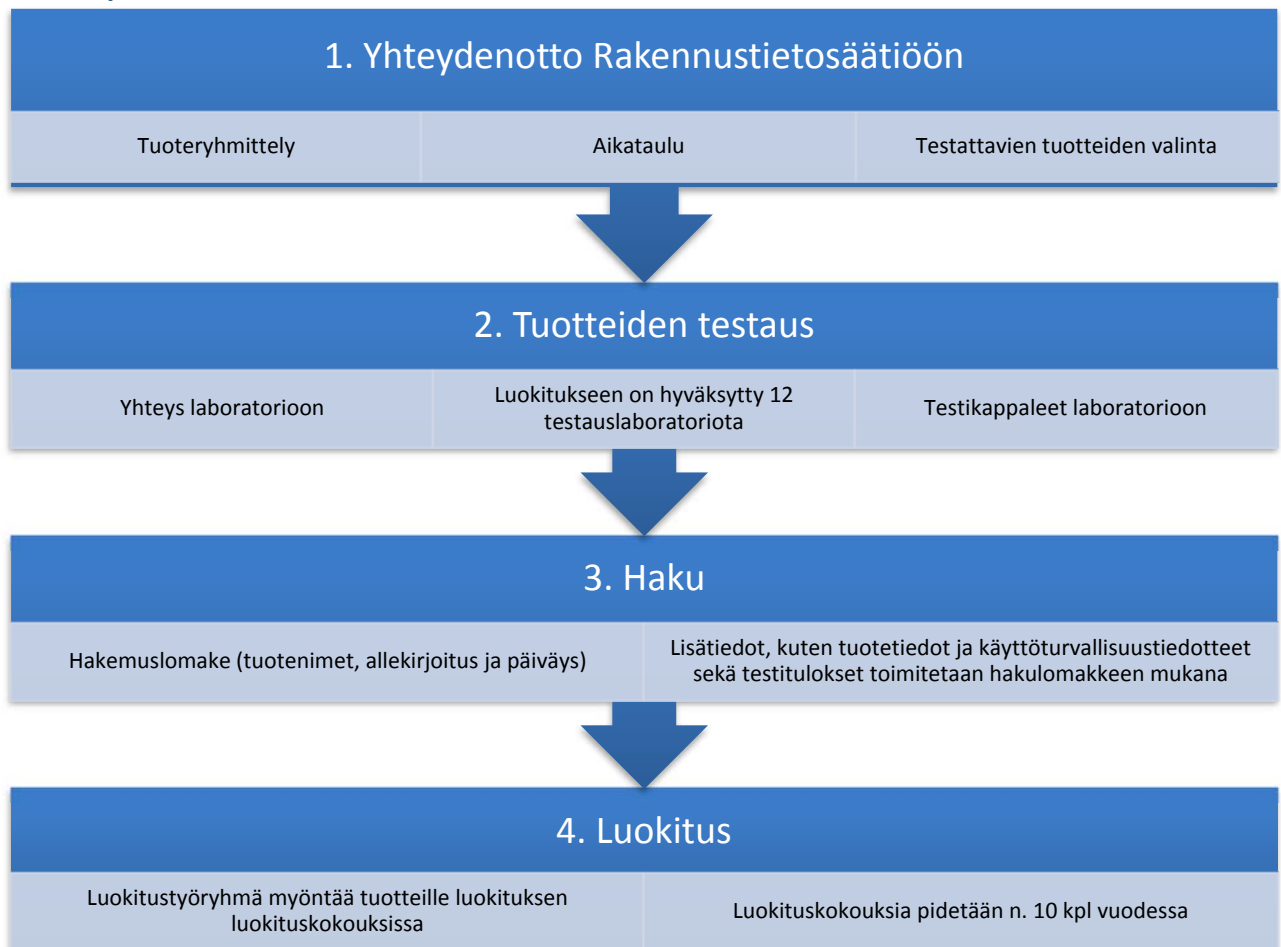 1. Yhteydenotto Rakennustietosäätiöön
Tuoteryhmittely
Aikataulu
Testattavien tuotteiden valinta
2. Tuotteiden testaus
Yhteys laboratorioon
Luokitukseen on hyväksytty 12
testauslaboratoriota
Testikappaleet laboratorioon
3. Haku
Hakemuslomake (tuotenimet, allekirjoitus ja päiväys)
Lisätiedot, kuten tuotetiedot ja käyttöturvallisuustiedotteet
sekä testitulokset toimitetaan hakulomakkeen mukana
4. Luokitus
Luokitustyöryhmä myöntää tuotteille luokituksen
luokituskokouksissa
Luokituskokouksia pidetään n. 10 kpl vuodessa